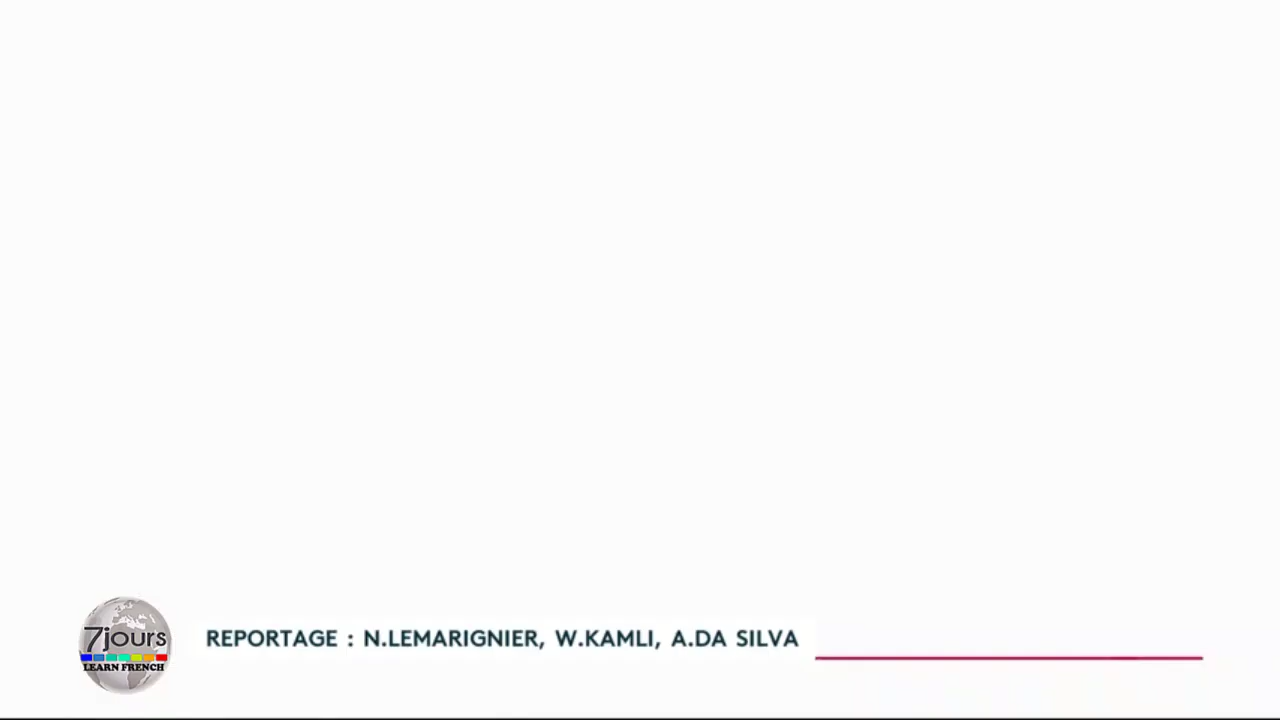 7jours
LEARN FRENCH
REPORTAGE : N.LEMARIGNIER, W.KAMLI, A.DA SILVA